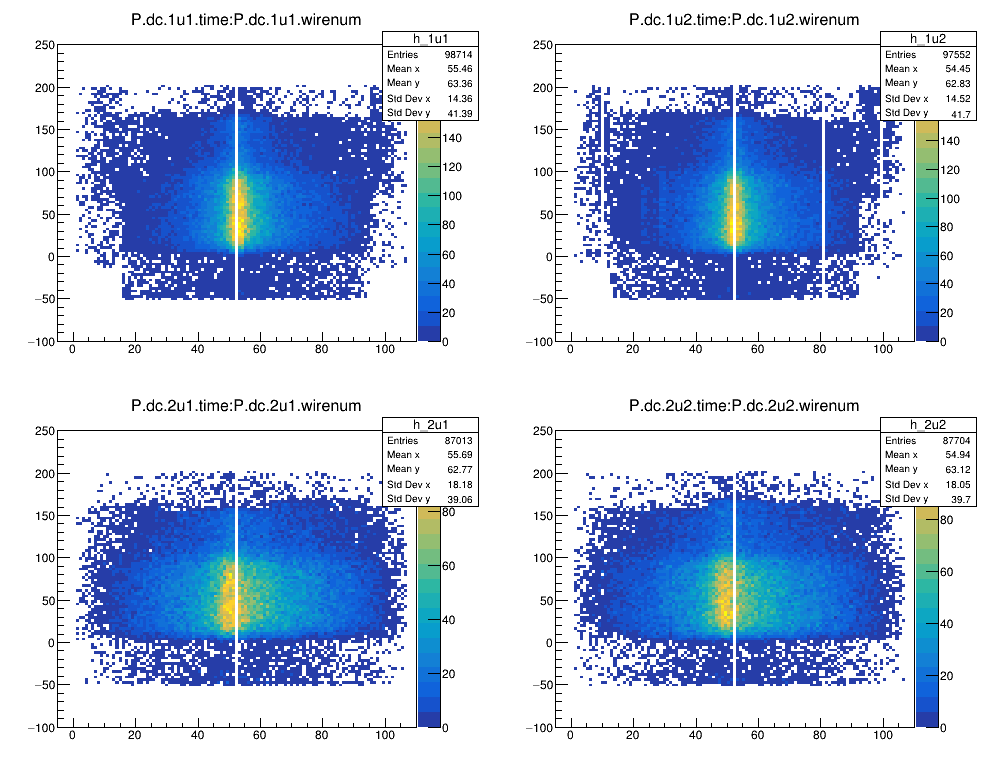 P.dc.1u1.time:P.dc.1u1.wirenum
h_1u1
Entries 98714
Mean x 55.46
Mean y 63.36
Std Dev x 14.36
Std Dev y 41.39
250
200
150
100
50
0
−50
−100
0 20 40 60 80 100
140
120
100
80
60
40
20
0
P.dc.1u2.time:P.dc.1u2.wirenum
h_1u2
Entries 97552
Mean x 54.45
Mean y 62.83
Std Dev x 14.52
Std Dev y 41.7
250
200
150
100
50
0
−50
−100
0 20 40 60 80 100
140
120
100
80
60
40
20
0
P.dc.2u1.time:P.dc.2u1.wirenum
h_2u1
Entries 87013
Mean x 55.69
Mean y 62.77
Std Dev x 18.18
Std Dev y 39.06
250
200
150
100
50
0
−50
−100
0 20 40 60 80 100
80
60
40
20
0
P.dc.2u2.time:P.dc.2u2.wirenum
h_2u2
Entries 87704
Mean x 54.94
Mean y 63.12
Std Dev x 18.05
Std Dev y 39.7
250
200
150
100
50
0
−50
−100
0 20 40 60 80 100
80
60
40
20
0